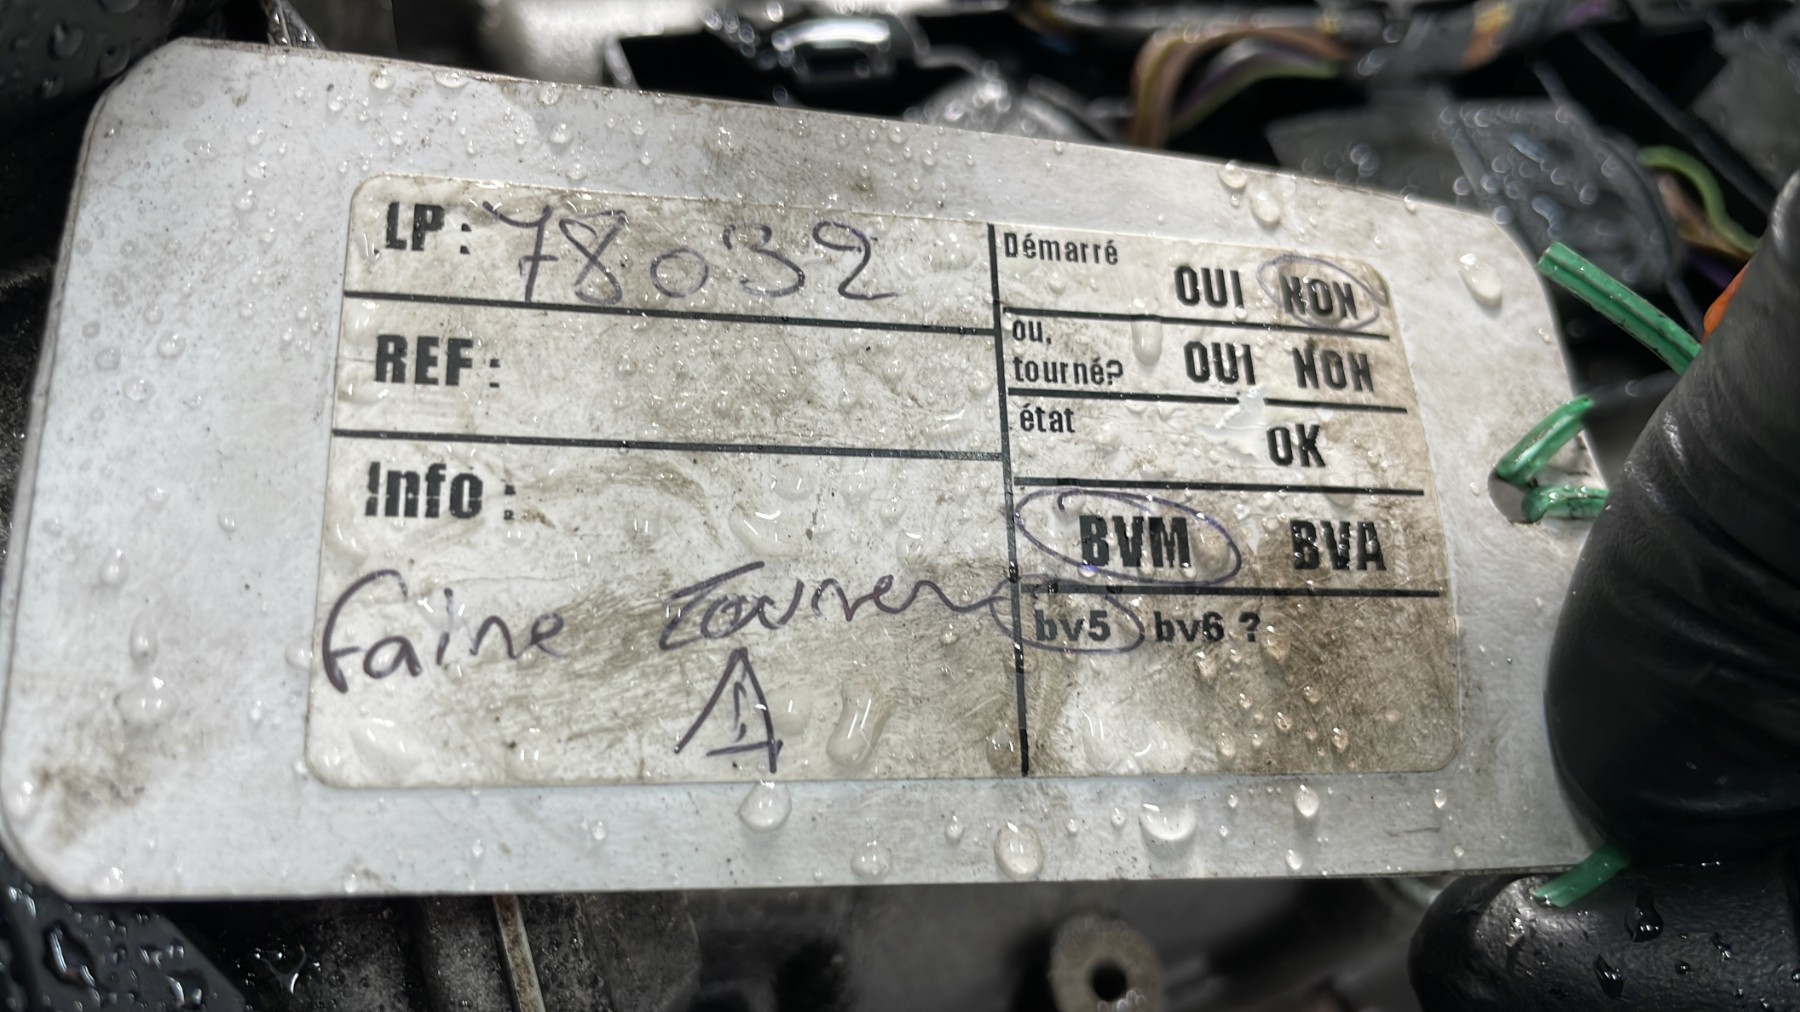 LP : 78032
REF :
Info :
faire tourner
Démarré OUI NON
ou, tourné? OUI NON
état OK
BVM BVA
bv5 bv6 ?